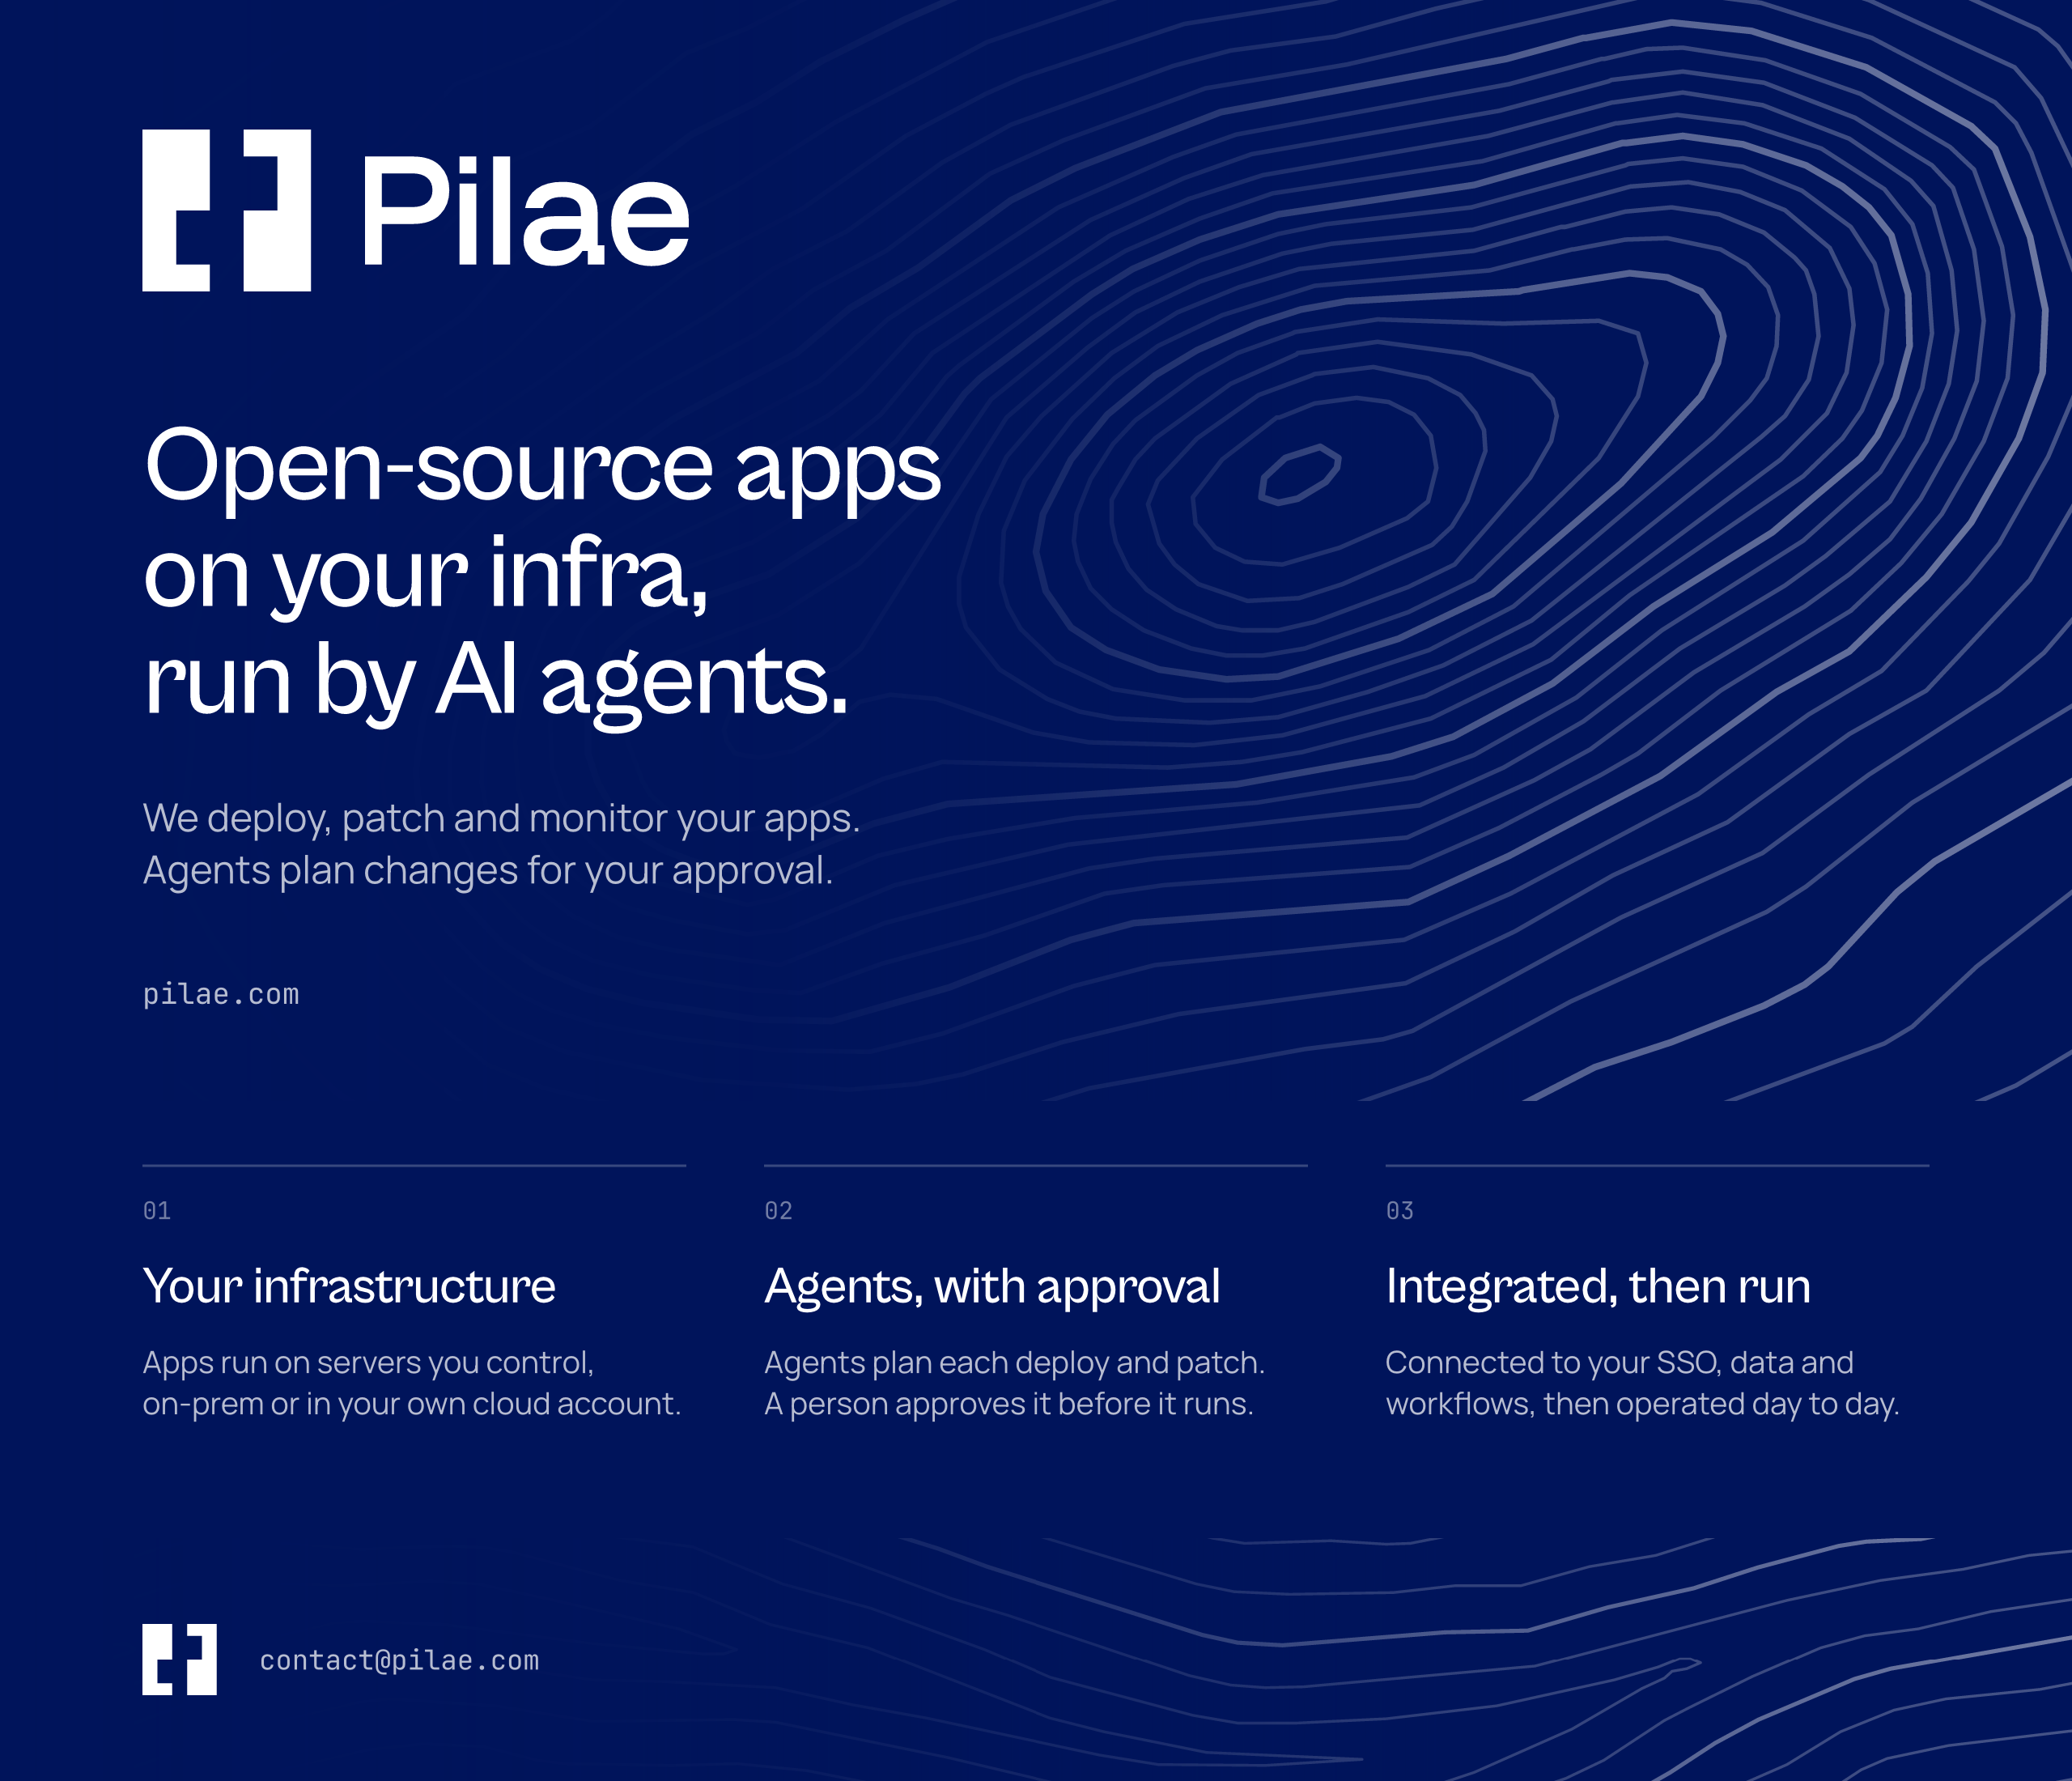 Pilae
Open-source apps
on your infra,
run by AI agents.
We deploy, patch and monitor your apps.
Agents plan changes for your approval.
pilae.com
01
Your infrastructure
Apps run on servers you control,
on-prem or in your own cloud account.
02
Agents, with approval
Agents plan each deploy and patch.
A person approves it before it runs.
03
Integrated, then run
Connected to your SSO, data and
workflows, then operated day to day.
contact@pilae.com